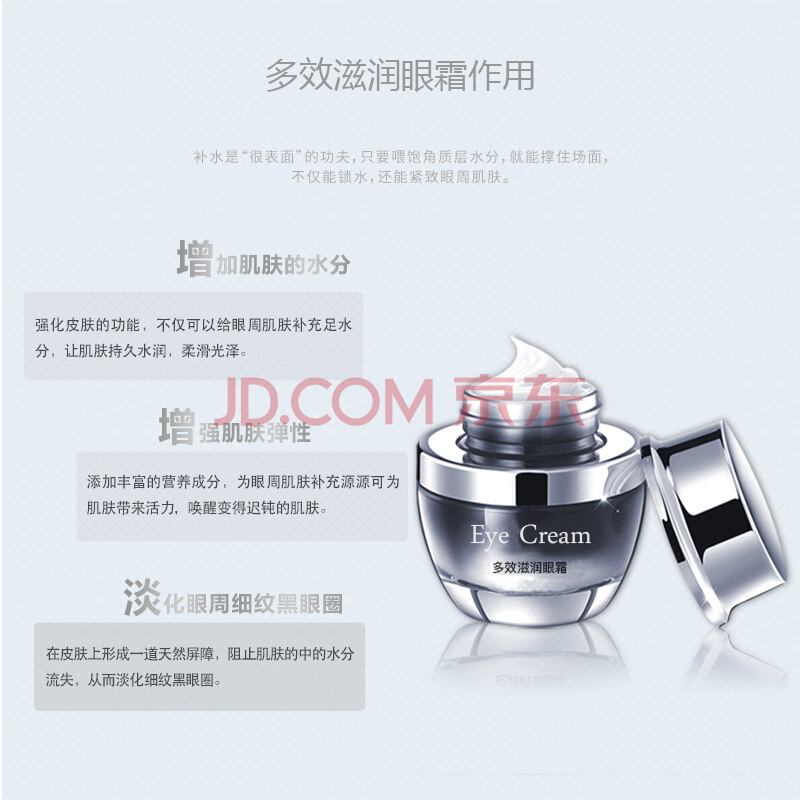 多效滋润眼霜作用
补水是“很表面”的功夫,只要喂饱角质层水分,就能撑住场面,
不仅能锁水,还能紧致眼周肌肤。
增加肌肤的水分
强化皮肤的功能，不仅可以给眼周肌肤补充足水
分，让肌肤持久水润，柔滑光泽。
JD.COM 京东
增强肌肤弹性
添加丰富的营养成分，为眼周肌肤补充源源可为
肌肤带来活力，唤醒变得迟钝的肌肤。
Eye Cream
多效滋润眼霜
淡化眼周细纹黑眼圈
在皮肤上形成一道天然屏障，阻止肌肤的中的水分
流失，从而淡化细纹黑眼圈。